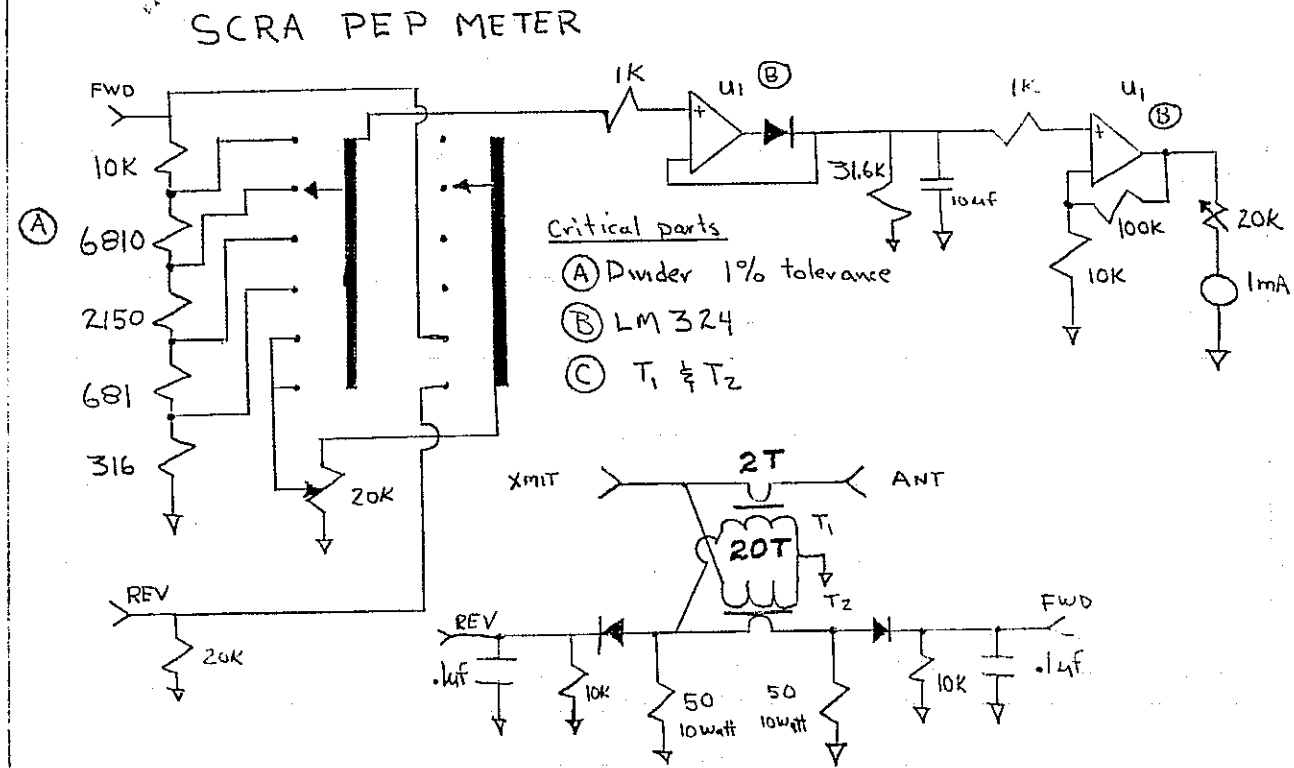 SCRA PEP METER
FWD
10K
6810
2150
681
316
A
REV
20K
20K
1K
U1
B
31.6K
10uf
1K
U1
B
100K
10K
20K
1mA
Critical parts
A Divider 1% tolerance
B LM324
C T1 & T2
XMIT
2T
ANT
T1
20T
T2
REV
FWD
.1uf
10K
50
10watt
50
10watt
10K
.1uf